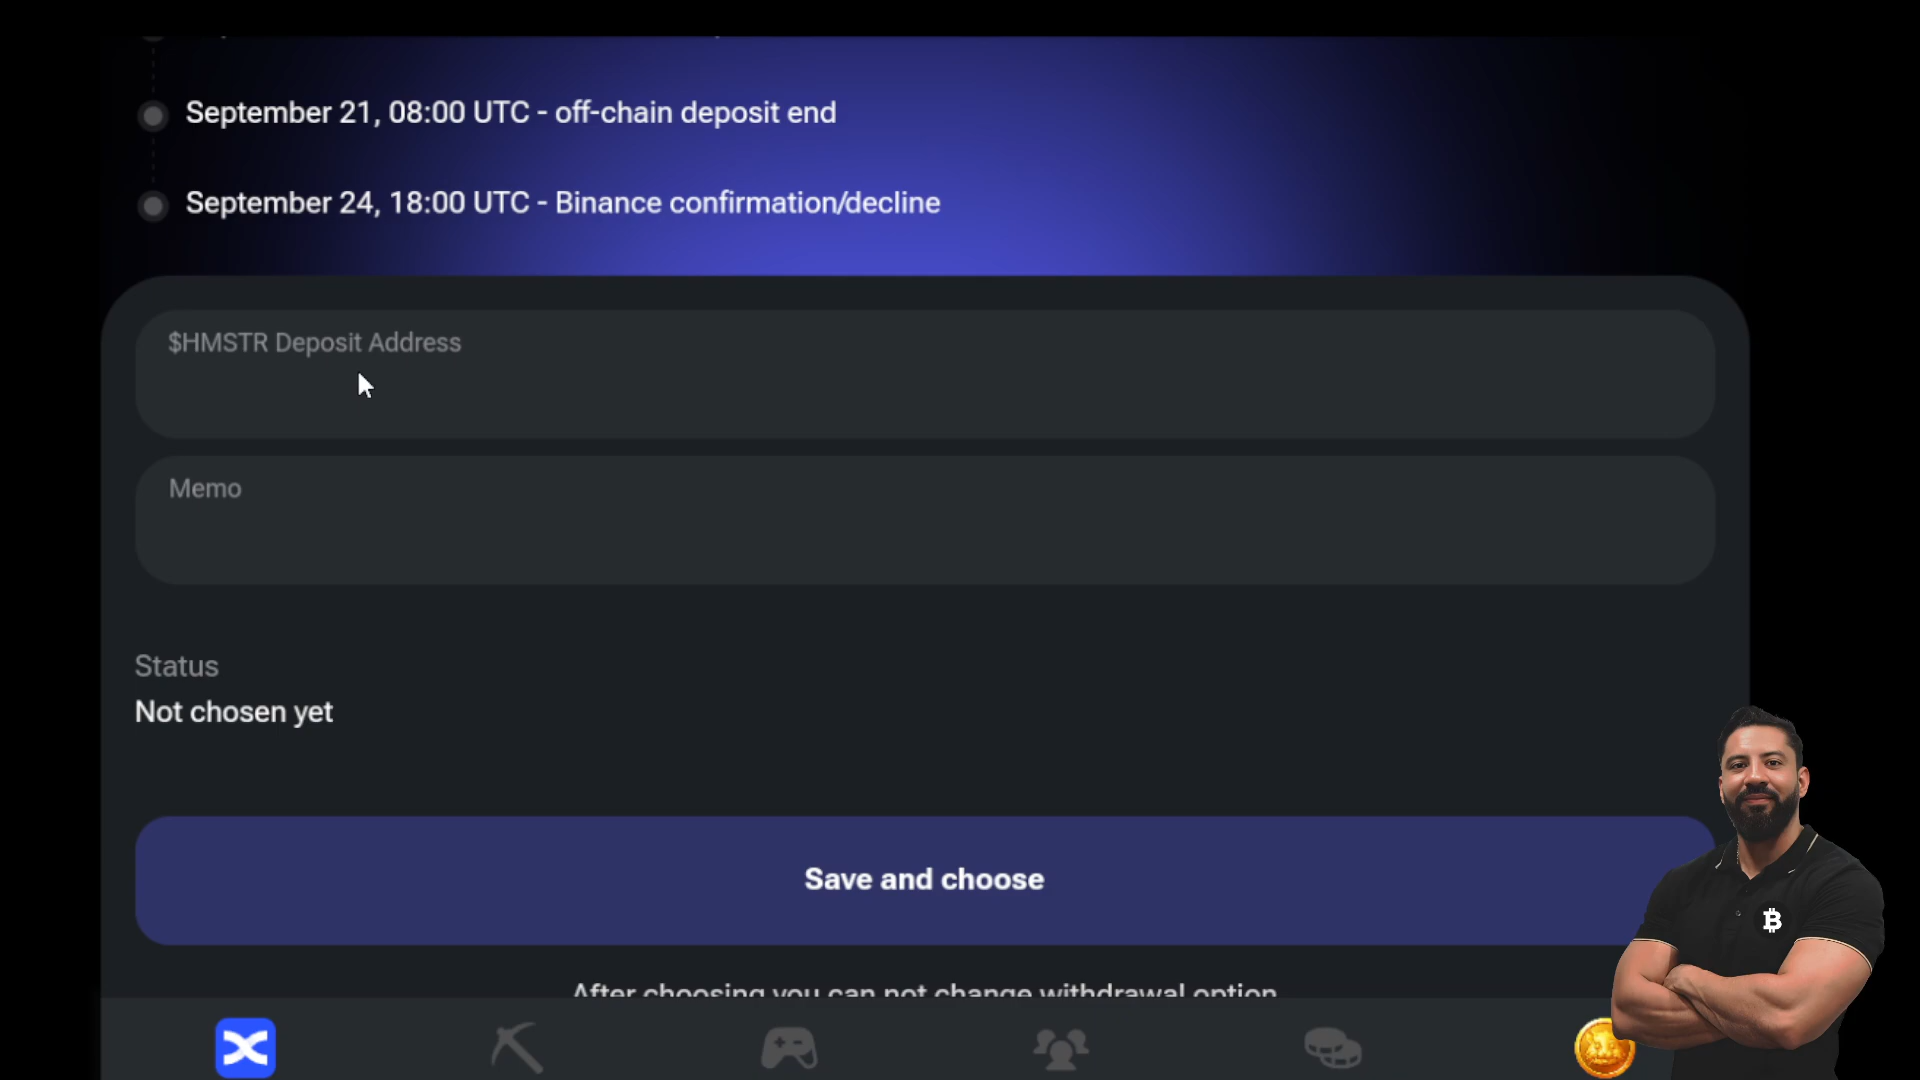 September 21, 08:00 UTC - off-chain deposit end
September 24, 18:00 UTC - Binance confirmation/decline
$HMSTR Deposit Address
Memo
Status
Not chosen yet
Save and choose
After choosing you can not change withdrawal option